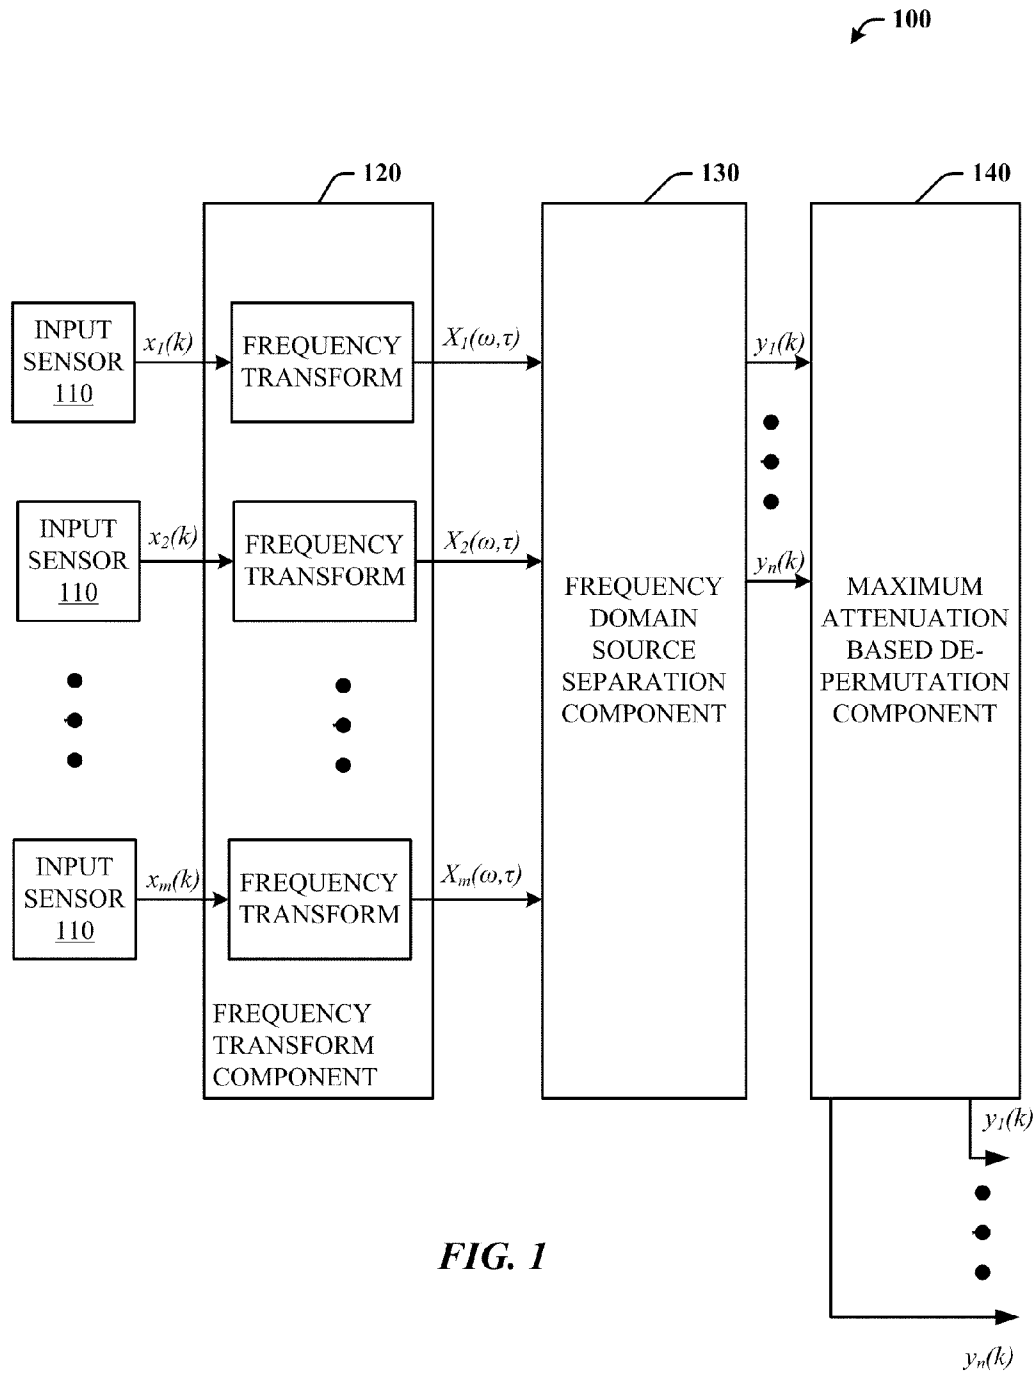 100
120
130
140
INPUT
SENSOR
110
x₁(k)
FREQUENCY
TRANSFORM
X₁(ω,τ)
y₁(k)
INPUT
SENSOR
110
x₂(k)
FREQUENCY
TRANSFORM
X₂(ω,τ)
yₙ(k)
FREQUENCY
DOMAIN
SOURCE
SEPARATION
COMPONENT
MAXIMUM
ATTENUATION
BASED DE-
PERMUTATION
COMPONENT
INPUT
SENSOR
110
xₘ(k)
FREQUENCY
TRANSFORM
Xₘ(ω,τ)
FREQUENCY
TRANSFORM
COMPONENT
y₁(k)
FIG. 1
yₙ(k)